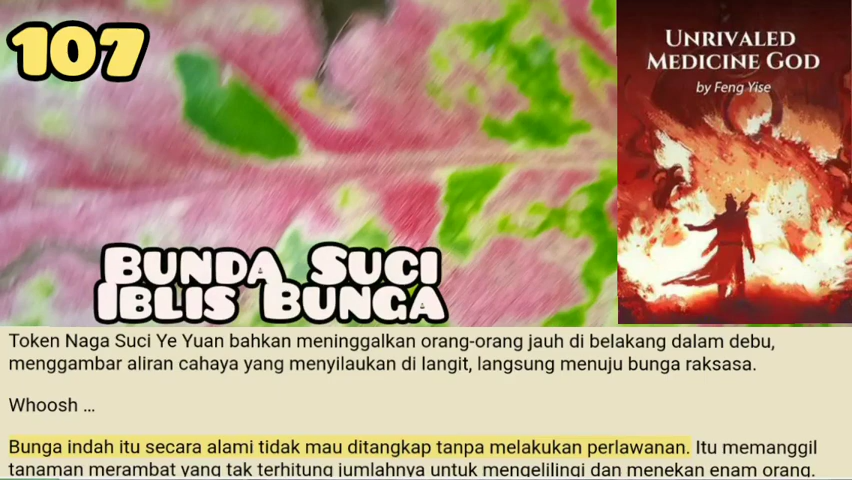 107
UNRIVALED
MEDICINE GOD
by Feng Yise
BUNDA SUCI
IBLIS BUNGA
Token Naga Suci Ye Yuan bahkan meninggalkan orang-orang jauh di belakang dalam debu,
menggambar aliran cahaya yang menyilaukan di langit, langsung menuju bunga raksasa.
Whoosh ...
Bunga indah itu secara alami tidak mau ditangkap tanpa melakukan perlawanan. Itu memanggil
tanaman merambat yang tak terhitung jumlahnya untuk mengelilingi dan menekan enam orang.